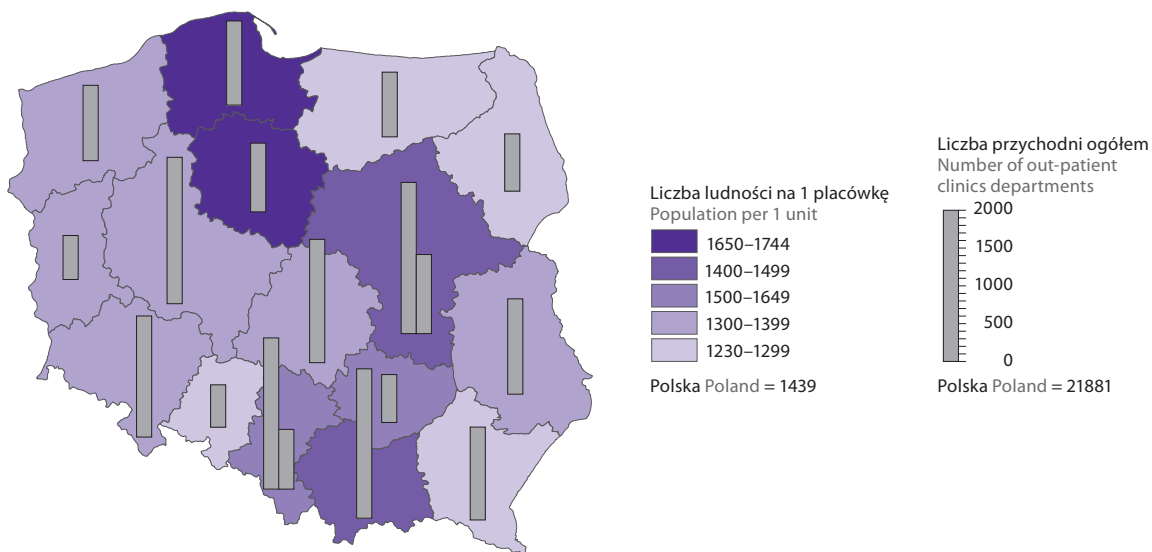 Liczba ludności na 1 placówkę
Population per 1 unit
1650–1744
1400–1499
1500–1649
1300–1399
1230–1299
Polska Poland = 1439
Liczba przychodni ogółem
Number of out-patient
clinics departments
2000
1500
1000
500
0
Polska Poland = 21881